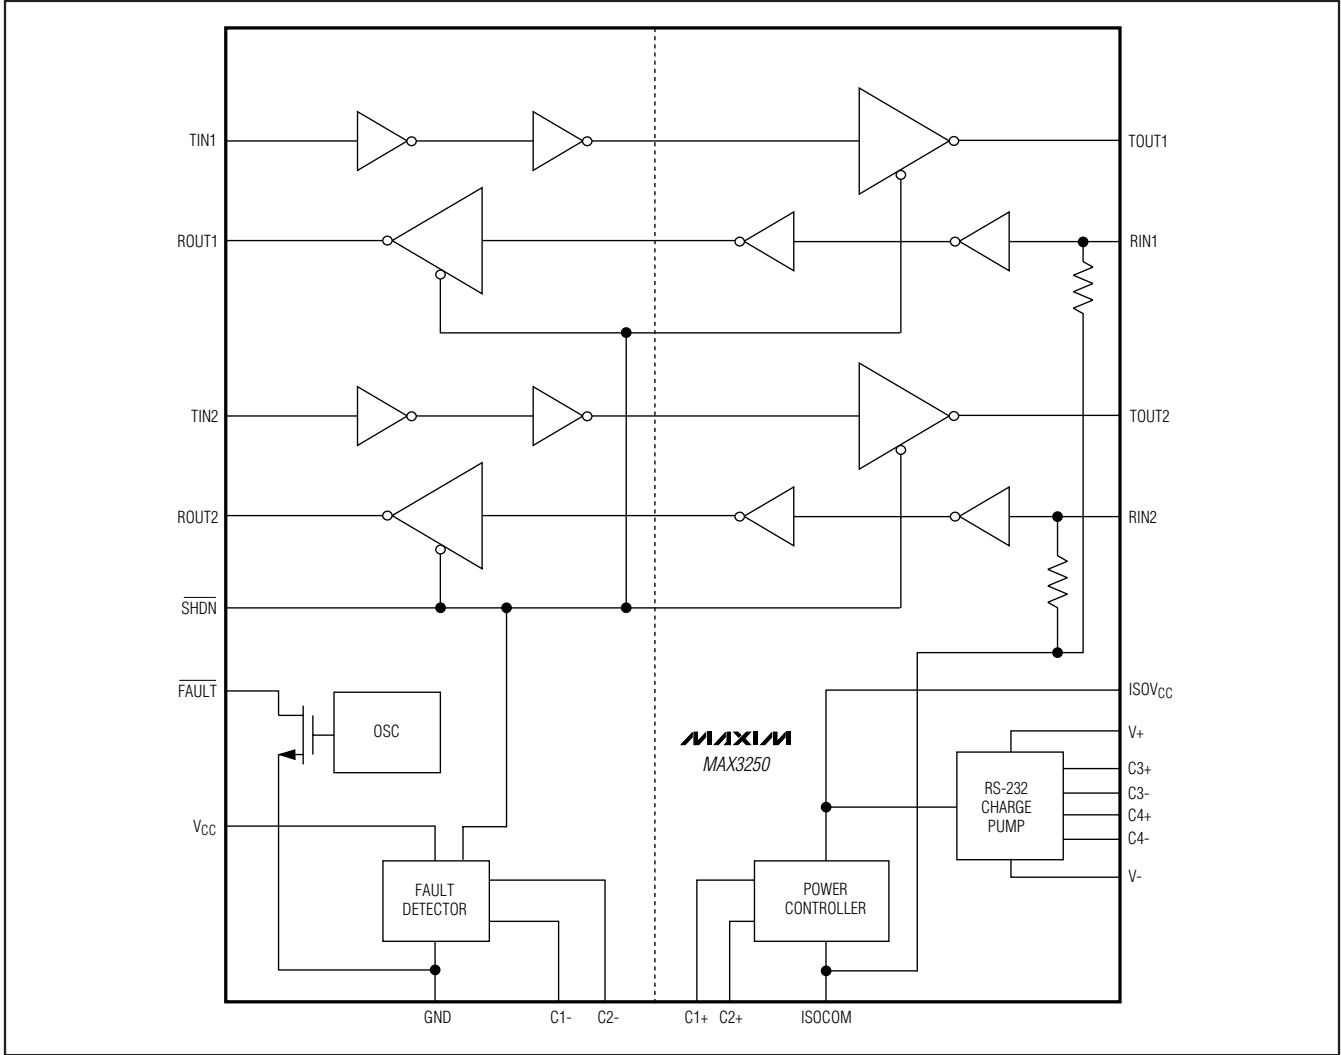 TIN1
TOUT1
ROUT1
RIN1
TIN2
TOUT2
ROUT2
RIN2
SHDN
FAULT
OSC
ISOVCC
MAXIM
MAX3250
V+
C3+
C3-
C4+
C4-
V-
RS-232
CHARGE
PUMP
VCC
FAULT
DETECTOR
POWER
CONTROLLER
GND
C1-
C2-
C1+
C2+
ISOCOM